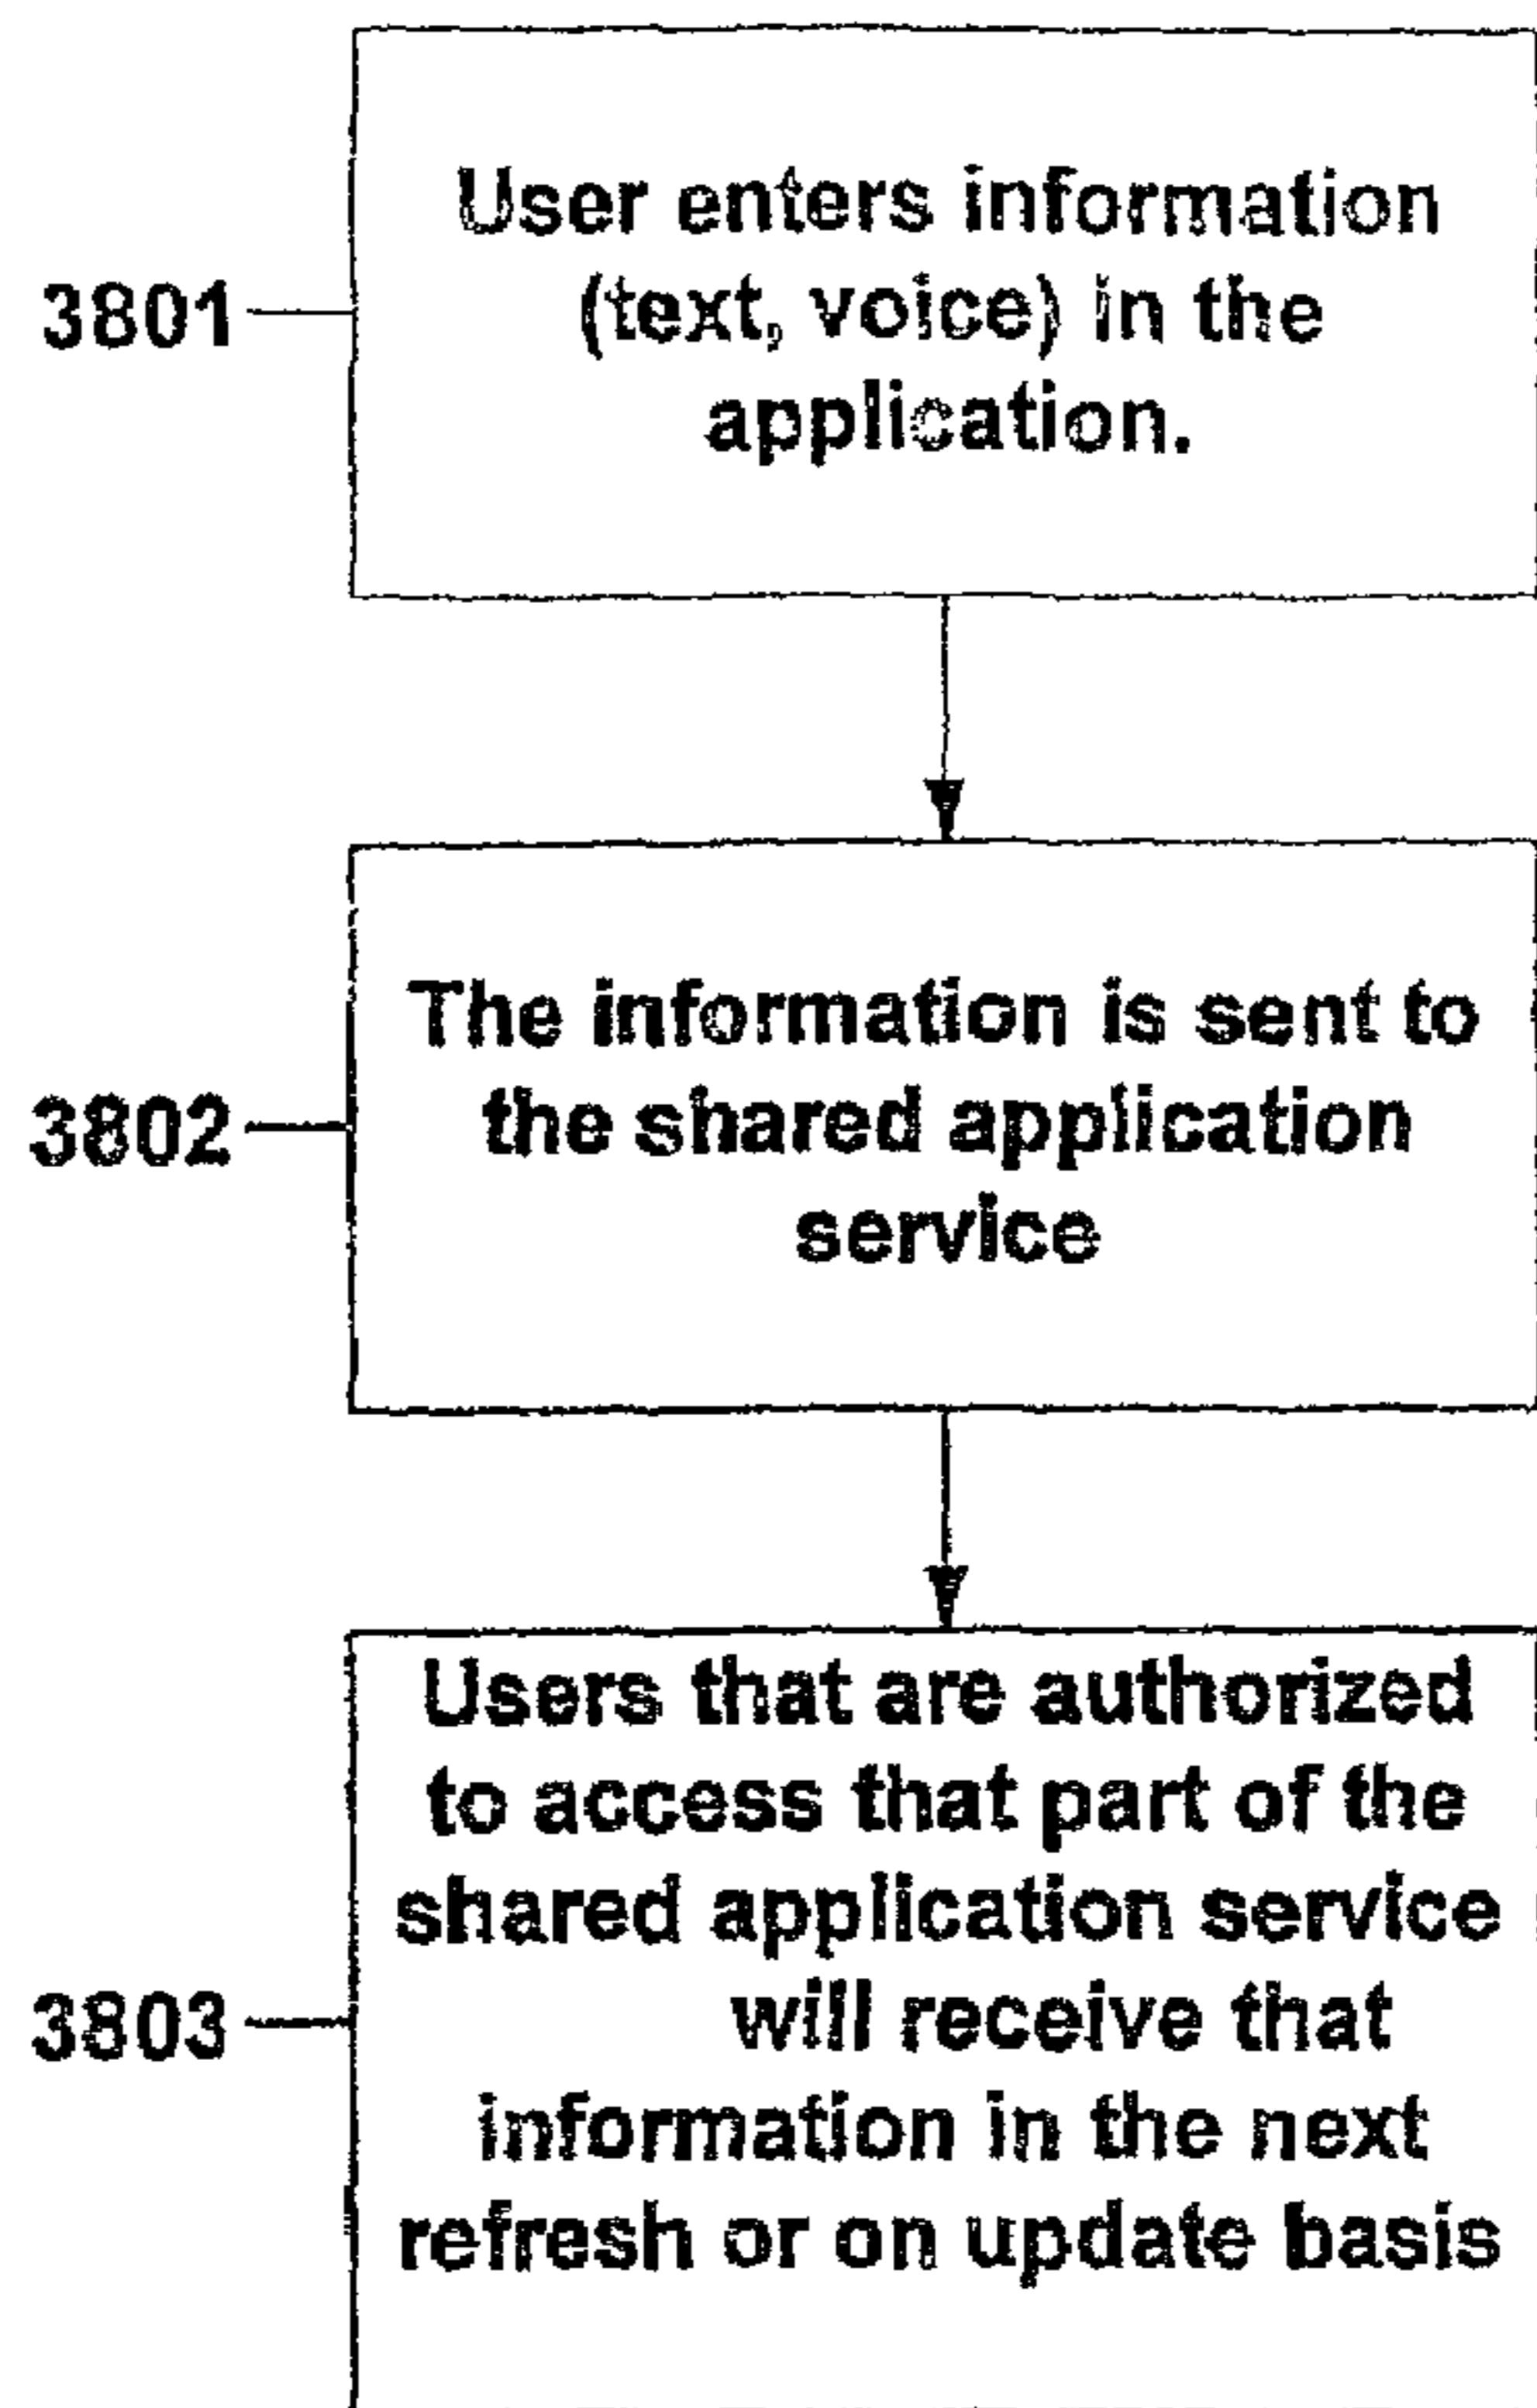 User enters information
3801
(text, voice) in the
application.
The information is sent to
3802
the shared application
service
Users that are authorized
to access that part of the
shared application service
3803
will receive that
information in the next
refresh or on update basis